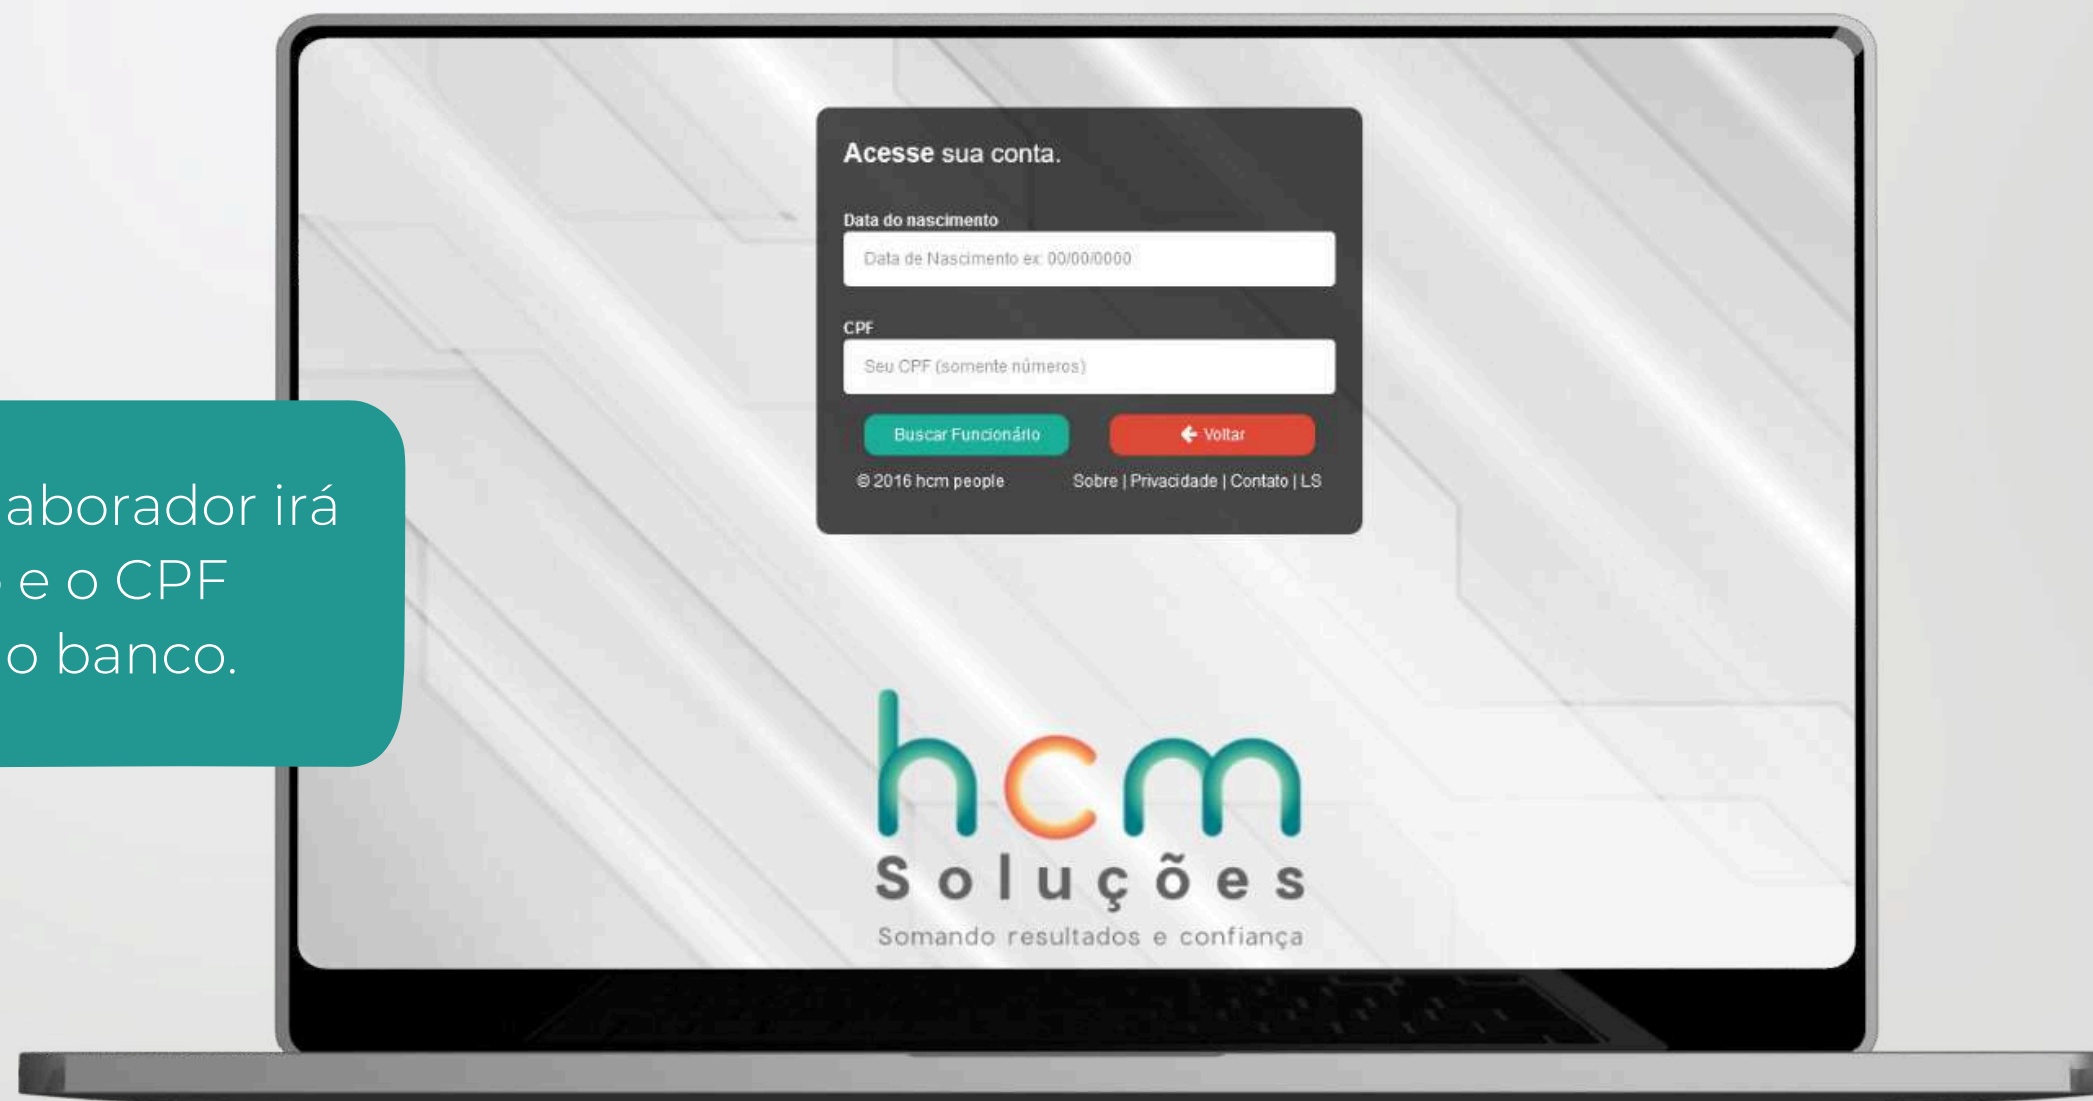 Acesse sua conta.
Data do nascimento
Data de Nascimento ex: 00/00/0000
CPF
Seu CPF (somente números)
Buscar Funcionário
Voltar
© 2016 hcm people
Sobre | Privacidade | Contato | LS
aborador irá
e o CPF
o banco.
hcm
Soluções
Somando resultados e confiança